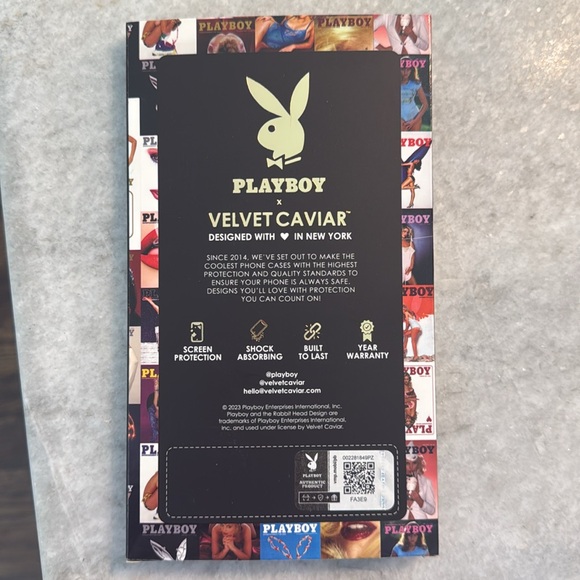 PLAYBOY
PLAYBOY
x
VELVET CAVIAR™
DESIGNED WITH ♥ IN NEW YORK
SINCE 2014, WE'VE SET OUT TO MAKE THE
COOLEST PHONE CASES WITH THE HIGHEST
PROTECTION AND QUALITY STANDARDS TO
ENSURE YOUR PHONE IS ALWAYS SAFE.
DESIGNS YOU'LL LOVE WITH PROTECTION
YOU CAN COUNT ON!
SCREEN
PROTECTION
SHOCK
ABSORBING
BUILT
TO LAST
YEAR
WARRANTY
@playboy
@velvetcaviar
hello@velvetcaviar.com
© 2023 Playboy Enterprises International, Inc.
Playboy and the Rabbit Head Design are
trademarks of Playboy Enterprises International,
Inc. and used under license by Velvet Caviar.
PLAYBOY
AUTHENTIC
PRODUCT
002281849PZ
FA3E9
PLAYBOY
PLAYBOY